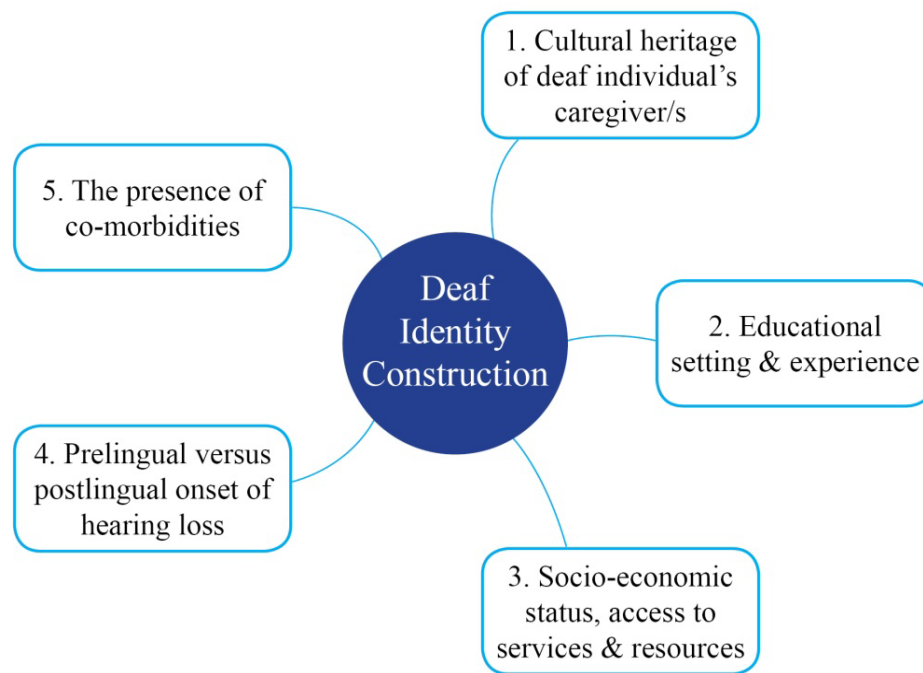 1. Cultural heritage
of deaf individual’s
caregiver/s
5. The presence of
co-morbidities
Deaf
Identity
Construction
2. Educational
setting & experience
4. Prelingual versus
postlingual onset of
hearing loss
3. Socio-economic
status, access to
services & resources